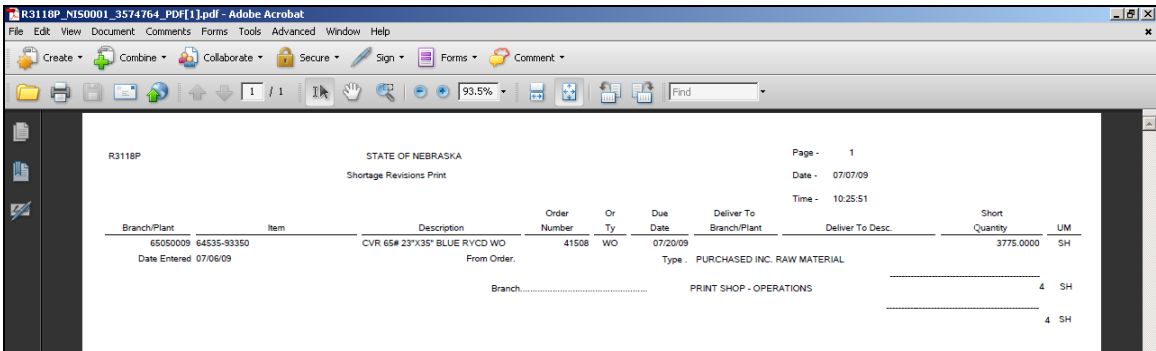 R3118P_NIS0001_3574764_PDF[1].pdf - Adobe Acrobat
File Edit View Document Comments Forms Tools Advanced Window Help
Create Combine Collaborate Secure Sign Forms Comment
1 / 1 93.5% Find
R3118P STATE OF NEBRASKA Page - 1
Shortage Revisions Print Date - 07/07/09
Time - 10:25:51
Order Or Due Deliver To Short
Branch/Plant Item Description Number Ty Date Branch/Plant Deliver To Desc. Quantity UM
65050009 64535-93350 CVR 65# 23"X35" BLUE RYCD WO 41508 WO 07/20/09 3775.0000 SH
Date Entered 07/06/09 From Order. Type . PURCHASED INC. RAW MATERIAL
Branch.................................................... PRINT SHOP - OPERATIONS 4 SH
4 SH